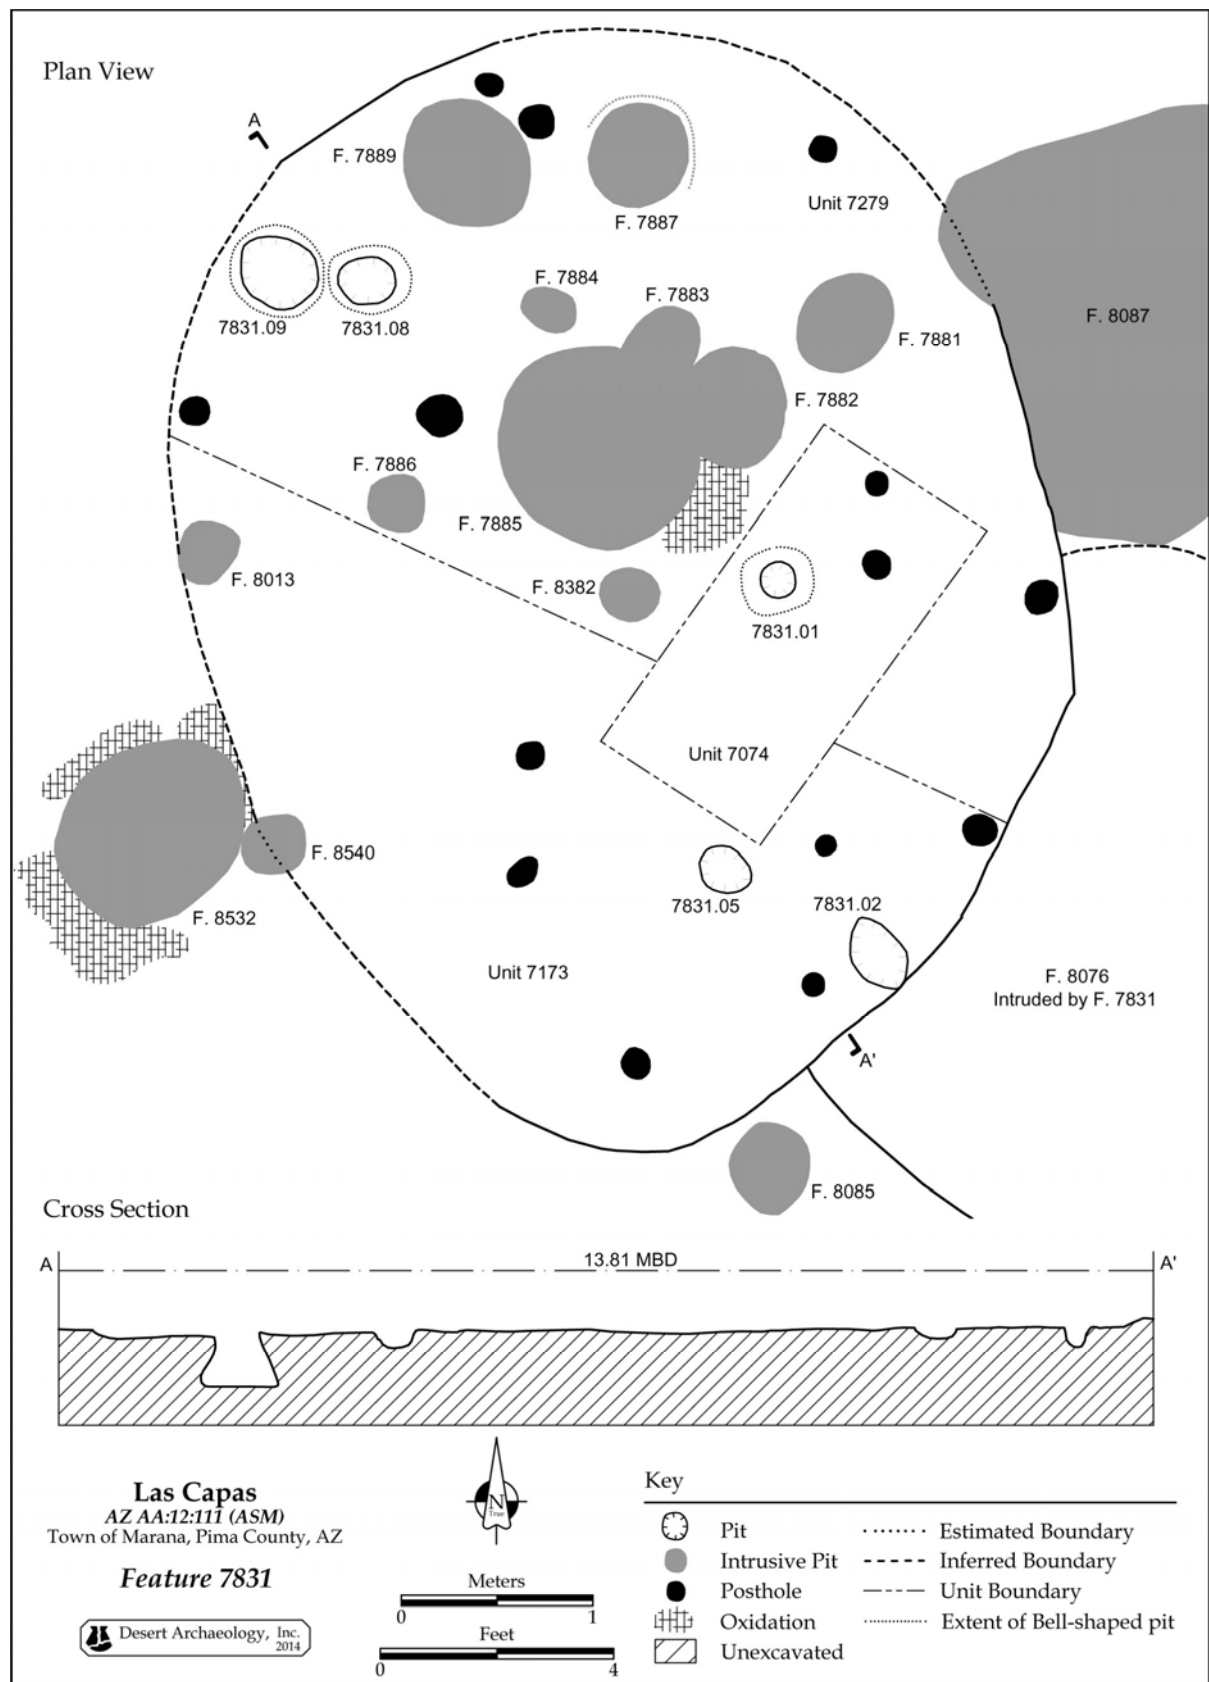 Plan View
A
F. 7889
F. 7887
Unit 7279
F. 7884
F. 7883
7831.09
7831.08
F. 7881
F. 8087
F. 7882
F. 7886
F. 7885
F. 8013
F. 8382
7831.01
Unit 7074
F. 8540
7831.05
7831.02
F. 8532
Unit 7173
F. 8076
Intruded by F. 7831
A'
F. 8085
Cross Section
A
13.81 MBD
A'
Las Capas
AZ AA:12:111 (ASM)
Town of Marana, Pima County, AZ
Feature 7831
Desert Archaeology, Inc.
2014
N
True
Meters
0 1
Feet
0 4
Key
Pit
Intrusive Pit
Posthole
Oxidation
Unexcavated
Estimated Boundary
Inferred Boundary
Unit Boundary
Extent of Bell-shaped pit